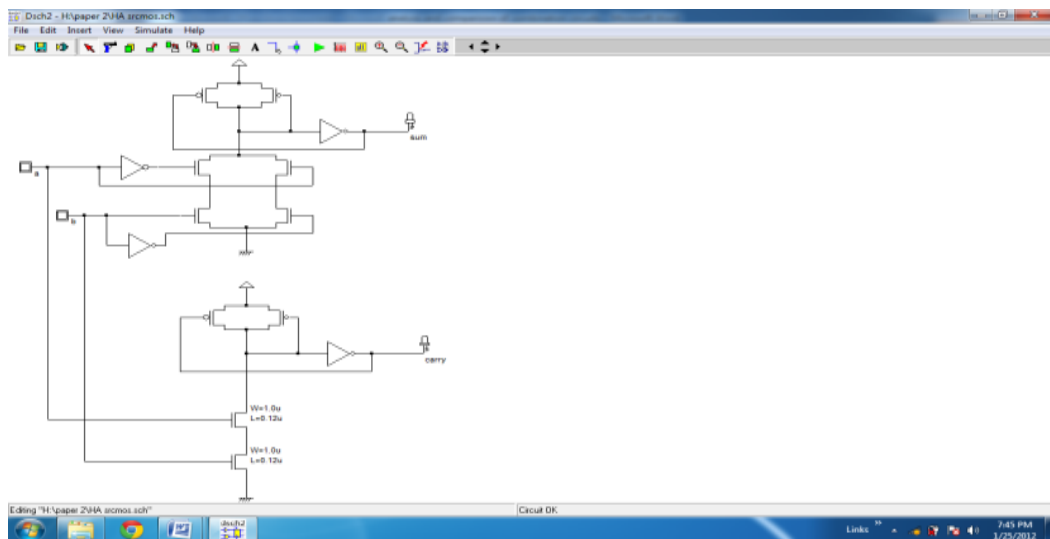 Dsch2 - H:\paper 2\HA srcmos.sch
File Edit Insert View Simulate Help
A
sum
a
b
carry
W=1.0u
L=0.12u
W=1.0u
L=0.12u
Editing "H:\paper 2\HA srcmos.sch"
Circuit OK
dsch2
Links
7:45 PM
1/25/2012